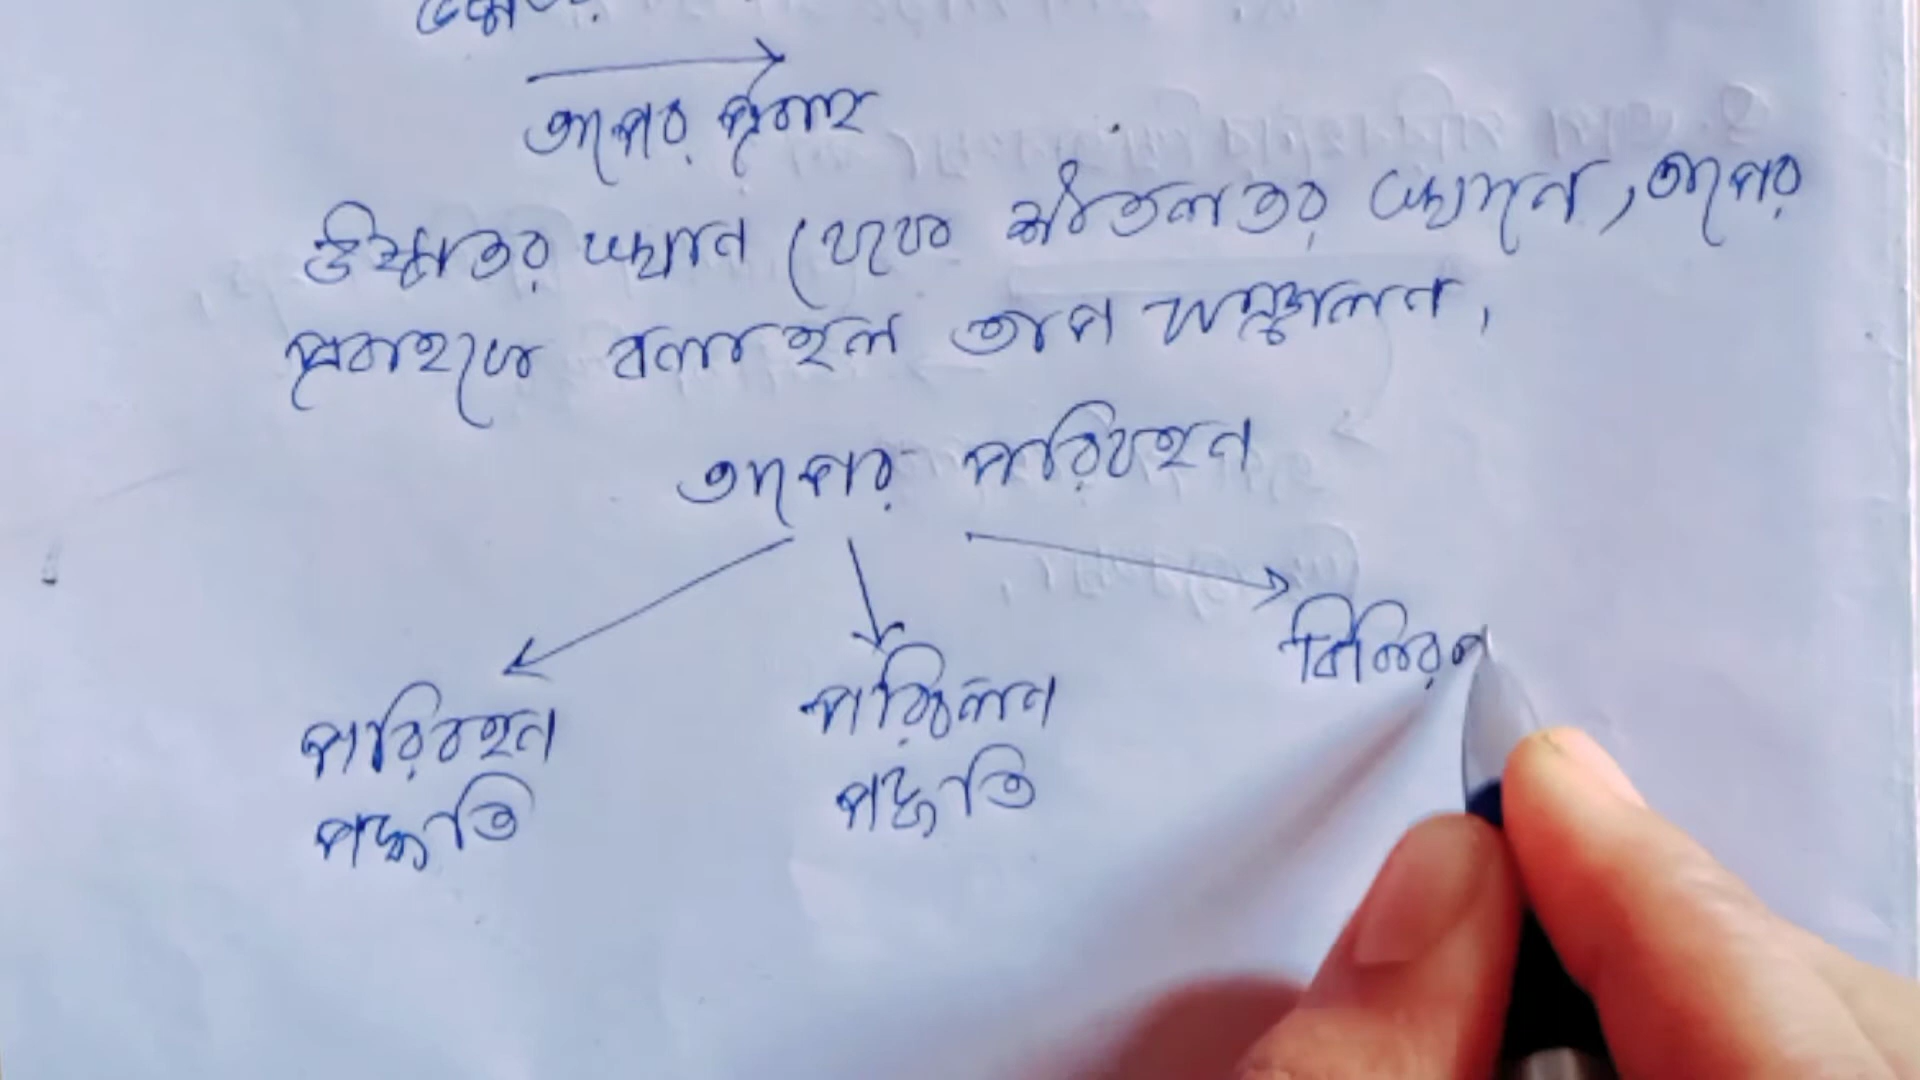 তাপের প্রবাহ
উষ্ণতর স্থান থেকে শীতলতর স্থানে, তাপের
প্রবাহকে বলা হল তাপ সঞ্চালন,
তাপের পরিবহন
পরিবহন
পদ্ধতি
পরিচলন
পদ্ধতি
বিকিরণ